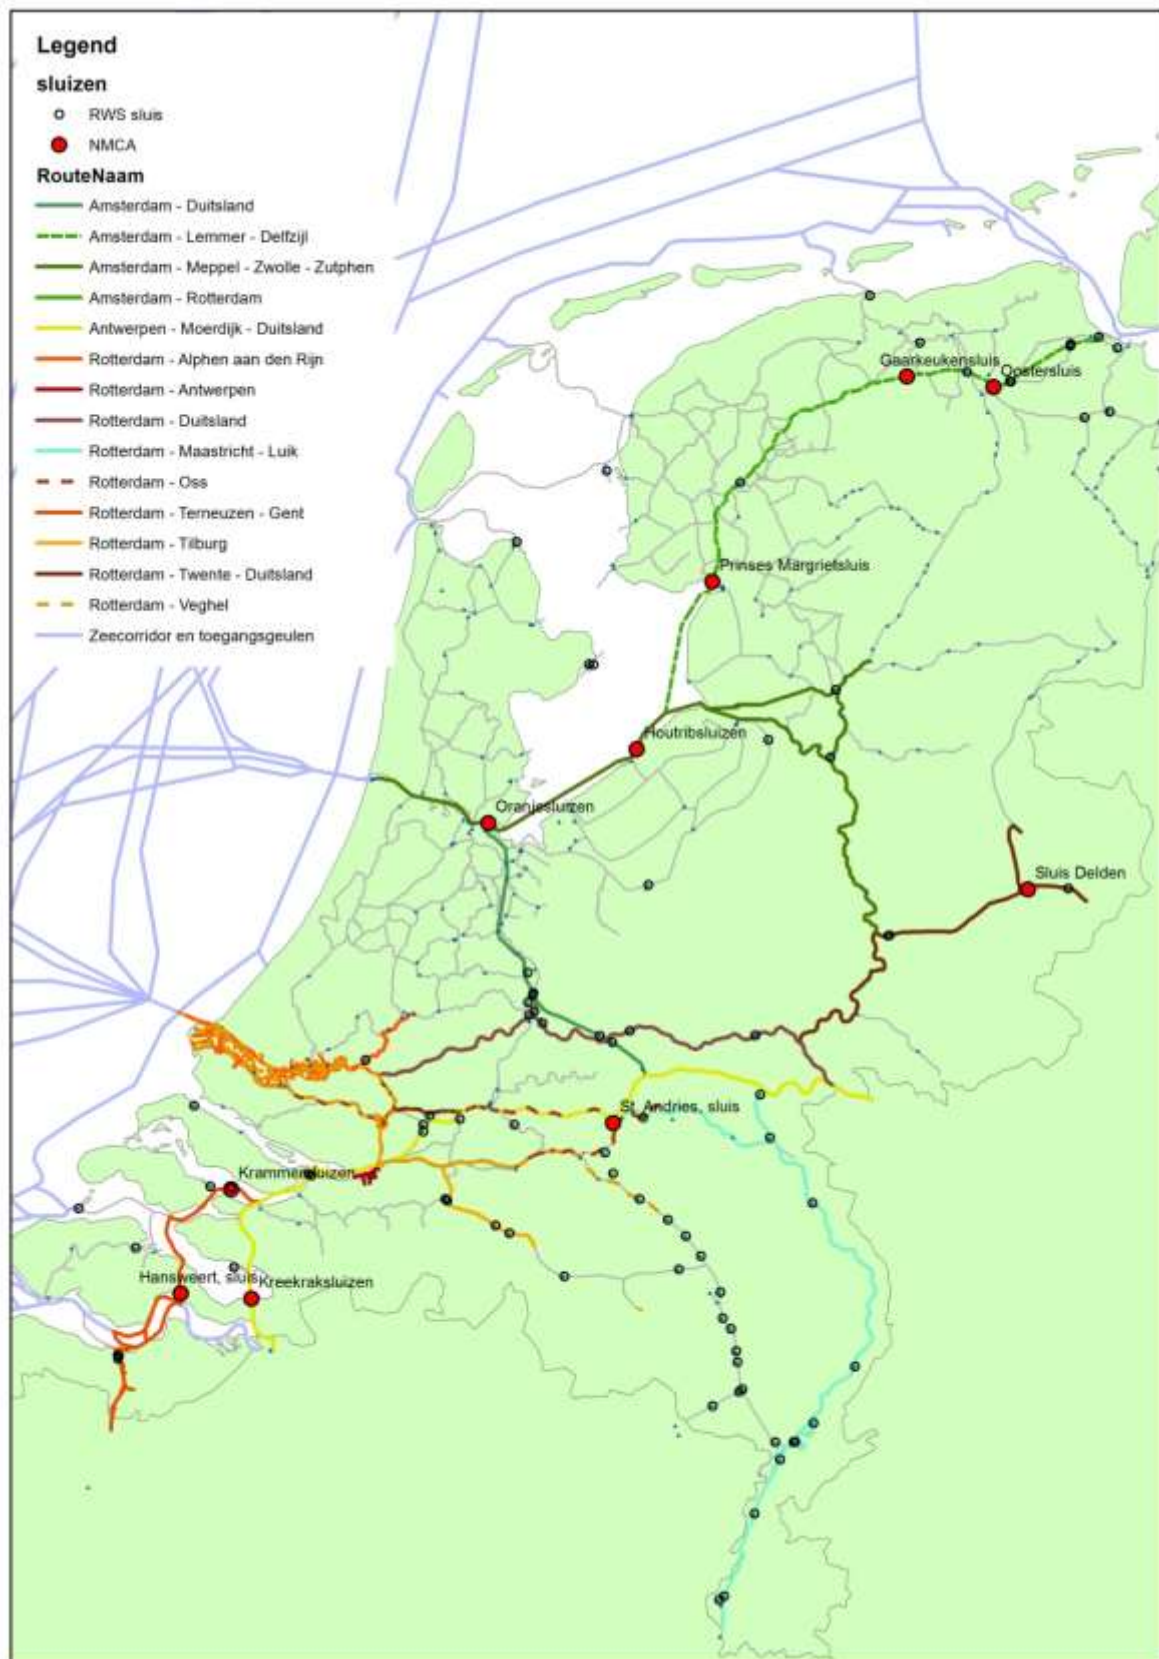 Legend
sluizen
RWS sluis
NMCA
RouteNaam
Amsterdam - Duitsland
Amsterdam - Lemmer - Delfzijl
Amsterdam - Meppel - Zwolle - Zutphen
Amsterdam - Rotterdam
Antwerpen - Moerdijk - Duitsland
Rotterdam - Alphen aan den Rijn
Rotterdam - Antwerpen
Rotterdam - Duitsland
Rotterdam - Maastricht - Luik
Rotterdam - Oss
Rotterdam - Terneuzen - Gent
Rotterdam - Tilburg
Rotterdam - Twente - Duitsland
Rotterdam - Veghel
Zeecorridor en toegangsgeulen
Gaarkeukensluis
Oostersluis
Prinses Margrietsluis
Houtribsluizen
Oranjesluizen
Sluis Delden
St. Andries, sluis
Krammersluizen
Hansweert, sluis
Kreekraksluizen